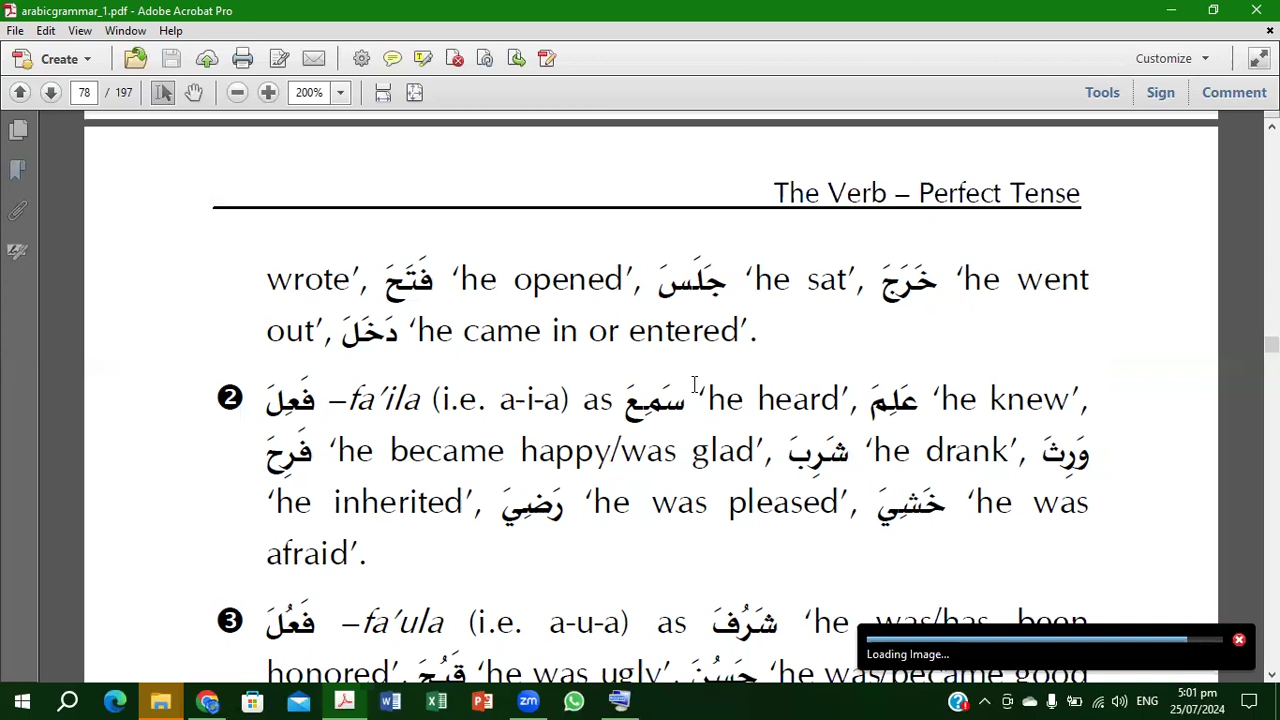 arabicgrammar_1.pdf - Adobe Acrobat Pro
File Edit View Window Help
Create Customize
78 / 197 200% Tools Sign Comment
The Verb – Perfect Tense
wrote’, فَتَحَ ‘he opened’, جَلَسَ ‘he sat’, خَرَجَ ‘he went
out’, دَخَلَ ‘he came in or entered’.
❷ فَعِلَ –fa’ila (i.e. a-i-a) as سَمِعَ ‘he heard’, عَلِمَ ‘he knew’,
فَرِحَ ‘he became happy/was glad’, شَرِبَ ‘he drank’, وَرِثَ
‘he inherited’, رَضِيَ ‘he was pleased’, خَشِيَ ‘he was
afraid’.
❸ فَعُلَ –fa’ula (i.e. a-u-a) as شَرُفَ ‘he was/has been
honored’, قَبُحَ ‘he was ugly’, حَسُنَ ‘he was/became good
Loading Image...
ENG 5:01 pm
25/07/2024